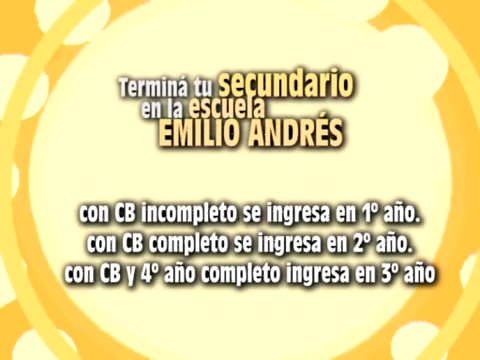 Terminá tu secundario
en la escuela
EMILIO ANDRÉS
con CB incompleto se ingresa en 1º año.
con CB completo se ingresa en 2º año.
con CB y 4º año completo ingresa en 3º año